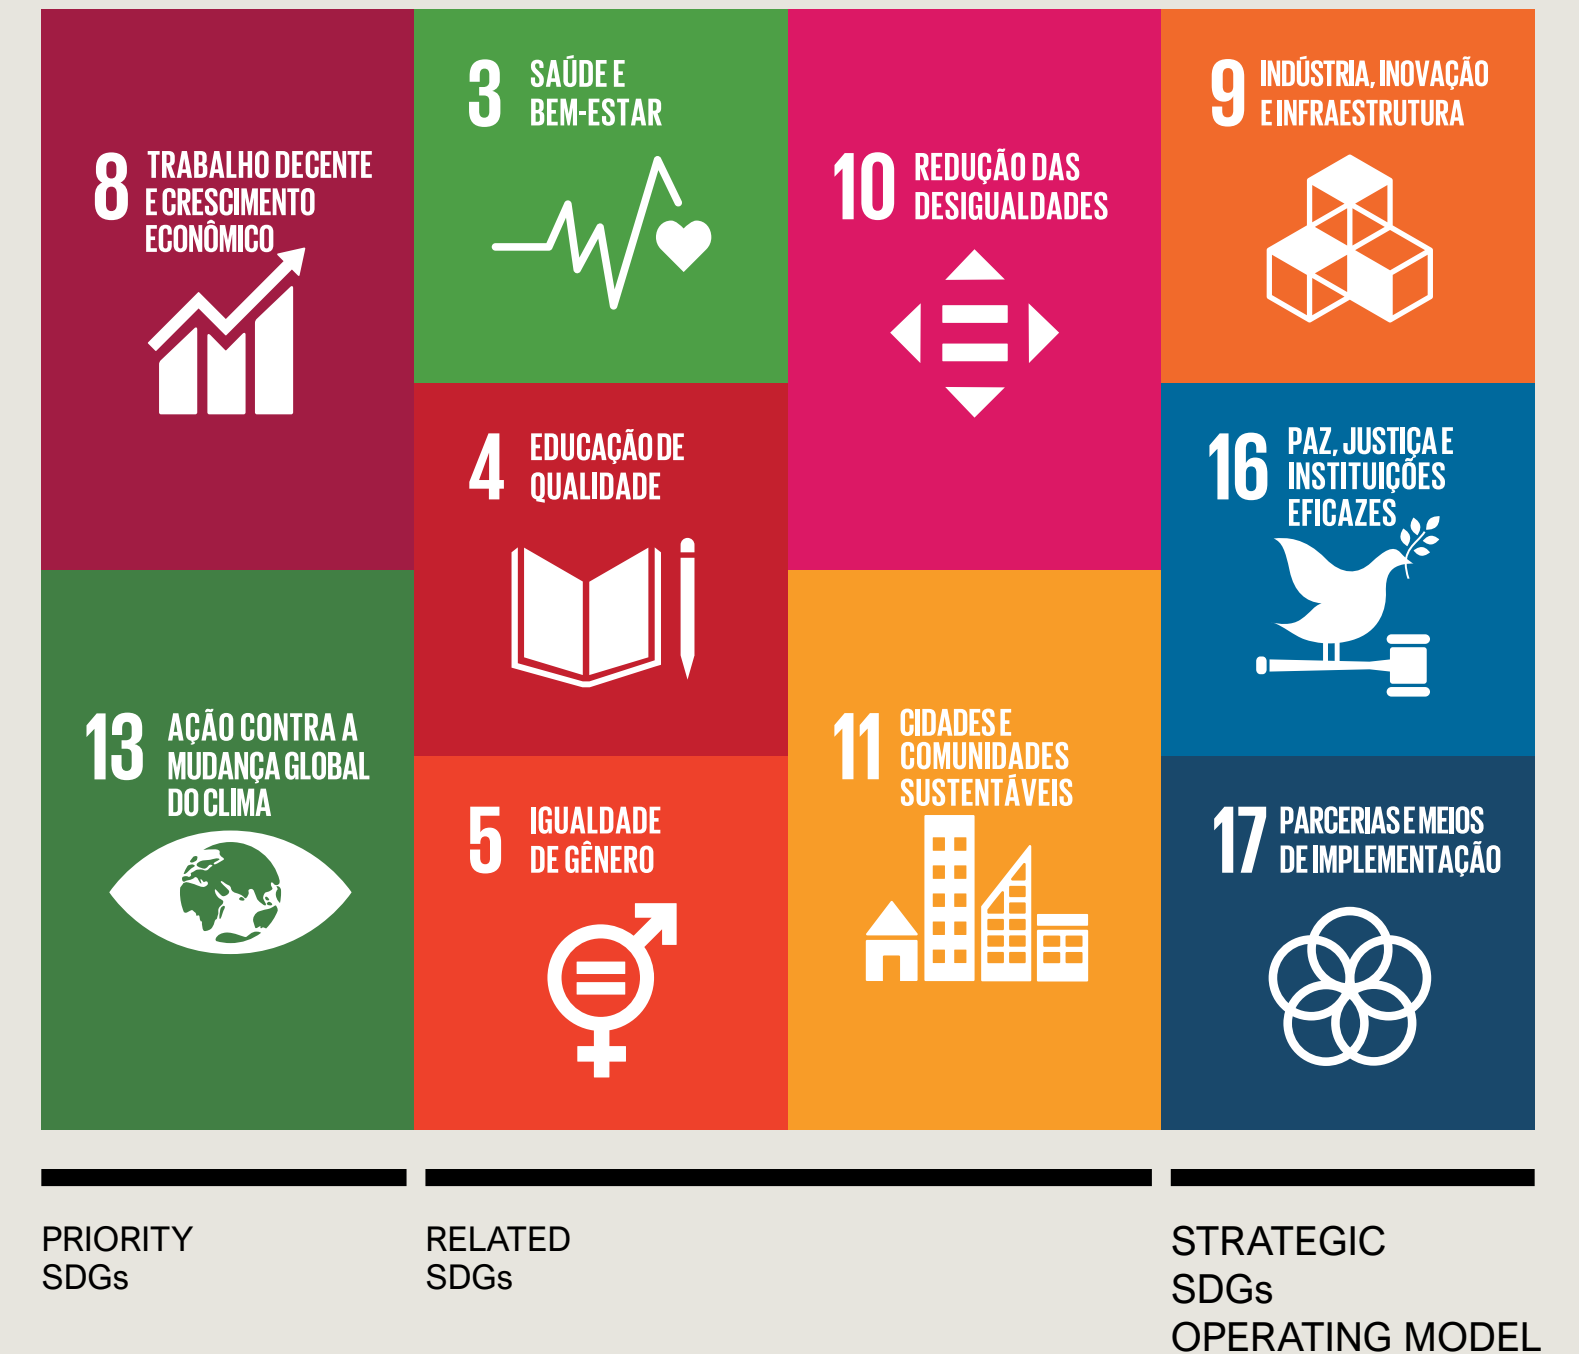 8
TRABALHO DECENTE
E CRESCIMENTO
ECONÔMICO
13
AÇÃO CONTRA A
MUDANÇA GLOBAL
DO CLIMA
3
SAÚDE E
BEM-ESTAR
4
EDUCAÇÃO DE
QUALIDADE
5
IGUALDADE
DE GÊNERO
10
REDUÇÃO DAS
DESIGUALDADES
11
CIDADES E
COMUNIDADES
SUSTENTÁVEIS
9
INDÚSTRIA, INOVAÇÃO
E INFRAESTRUTURA
16
PAZ, JUSTIÇA E
INSTITUIÇÕES
EFICAZES
17
PARCERIAS E MEIOS
DE IMPLEMENTAÇÃO
PRIORITY
SDGs
RELATED
SDGs
STRATEGIC
SDGs
OPERATING MODEL